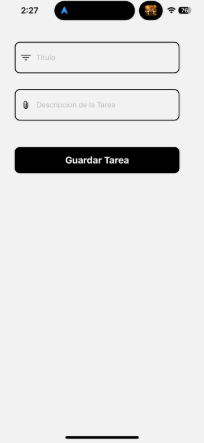 2:27
Titulo
Descripcion de la Tarea
Guardar Tarea